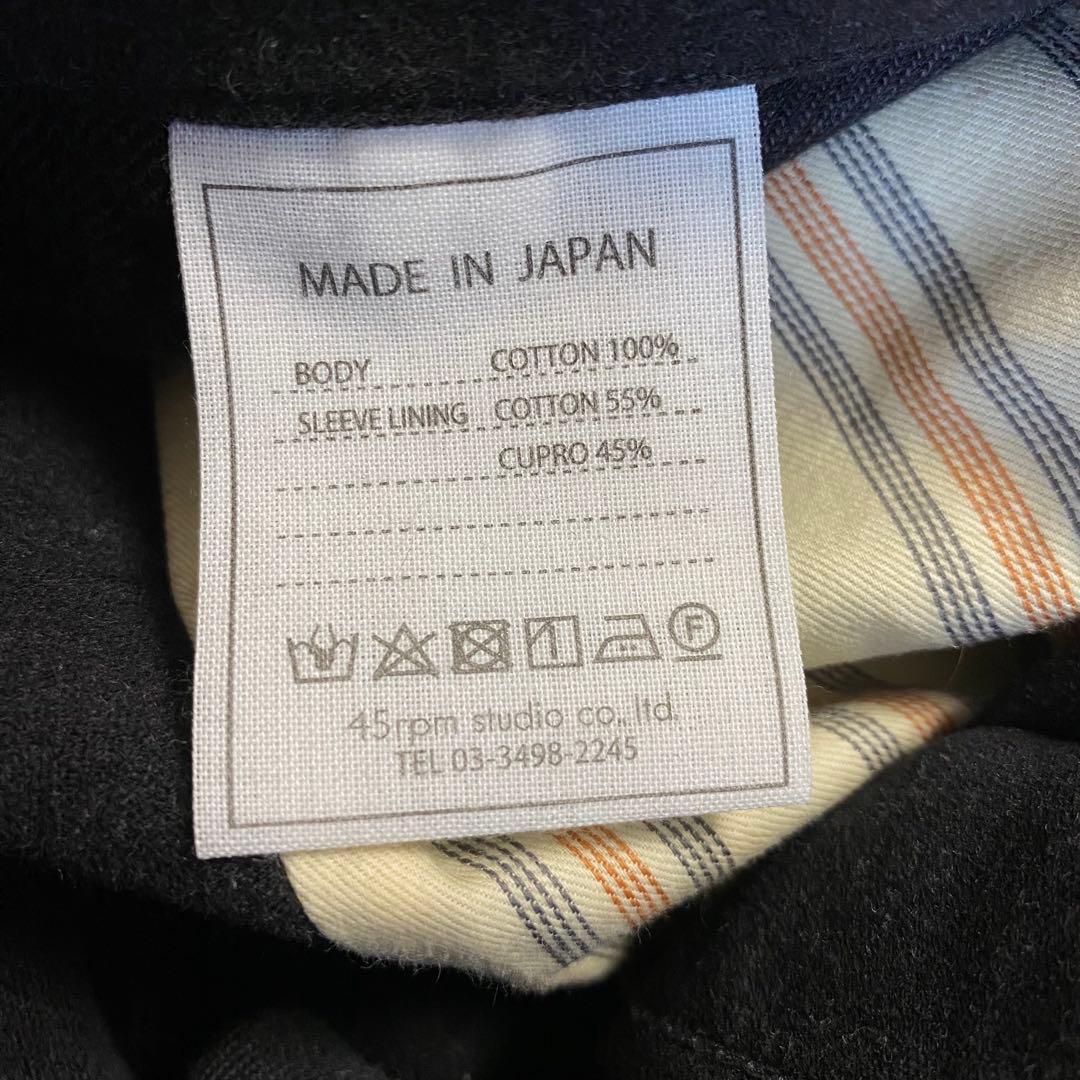 MADE IN JAPAN
BODY COTTON 100%
SLEEVE LINING COTTON 55%
CUPRO 45%
F
45rpm studio co., ltd.
TEL 03-3498-2245